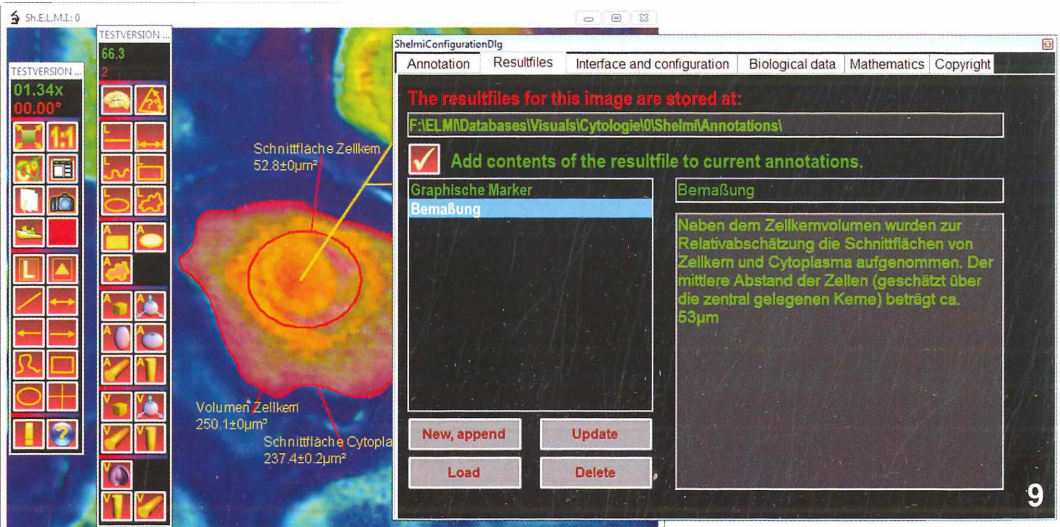 Sh.E.L.M.I.: 0
TESTVERSION ...
66.3
2
TESTVERSION ...
01.34x
00.00°
1:1
L
A
A
A
A
A
A
A
A
A
V
V
V
V
V
V
V
Schnittfläche Zellkern
52.8±0µm²
Volumen Zellkern
250.1±0µm³
Schnittfläche Cytopla
237.4±0.2µm²
ShelmiConfigurationDlg
Annotation Resultfiles Interface and configuration Biological data Mathematics Copyright
The resultfiles for this image are stored at:
F:\ELMI\Databases\Visuals\Cytologie\0\Shelmi\Annotations\
Add contents of the resultfile to current annotations.
Graphische Marker
Bemaßung
Bemaßung
Neben dem Zellkernvolumen wurden zur
Relativabschätzung die Schnittflächen von
Zellkern und Cytoplasma aufgenommen. Der
mittlere Abstand der Zellen (geschätzt über
die zentral gelegenen Kerne) beträgt ca.
53µm
New, append Update
Load Delete
9